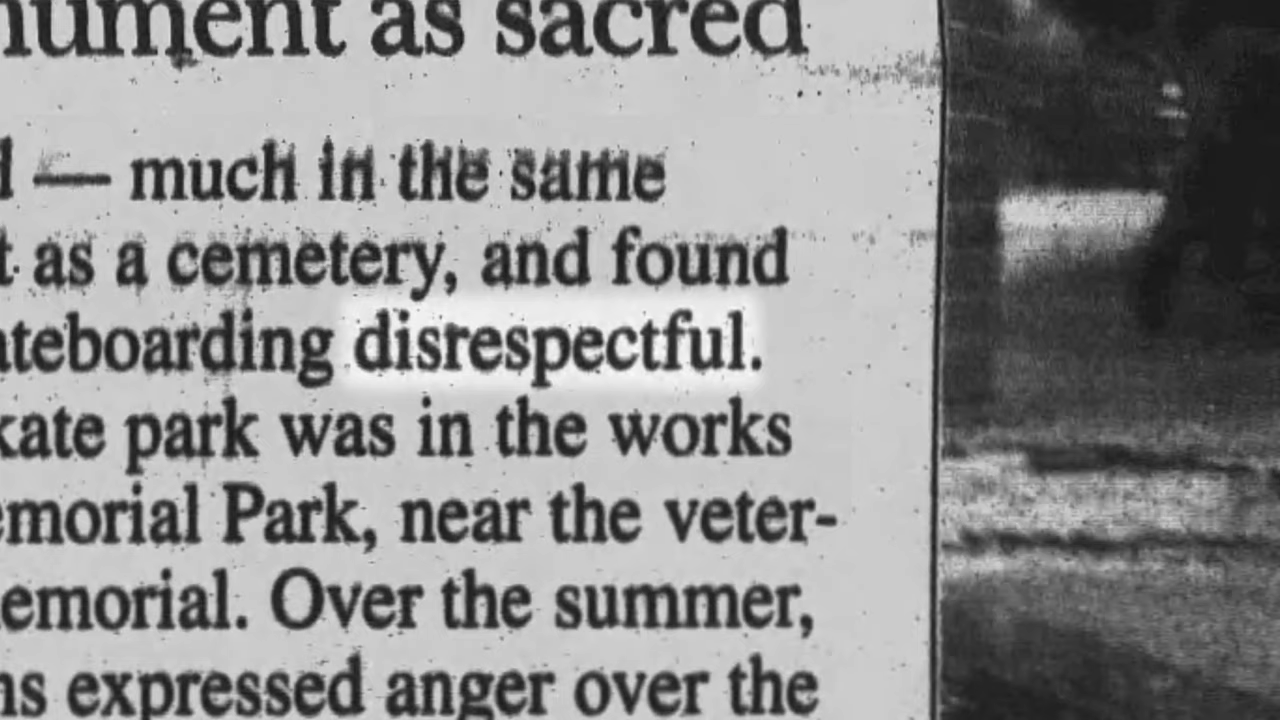 nument as sacred
d — much in the same
t as a cemetery, and found
ateboarding disrespectful.
kate park was in the works
emorial Park, near the veter-
emorial. Over the summer,
ns expressed anger over the